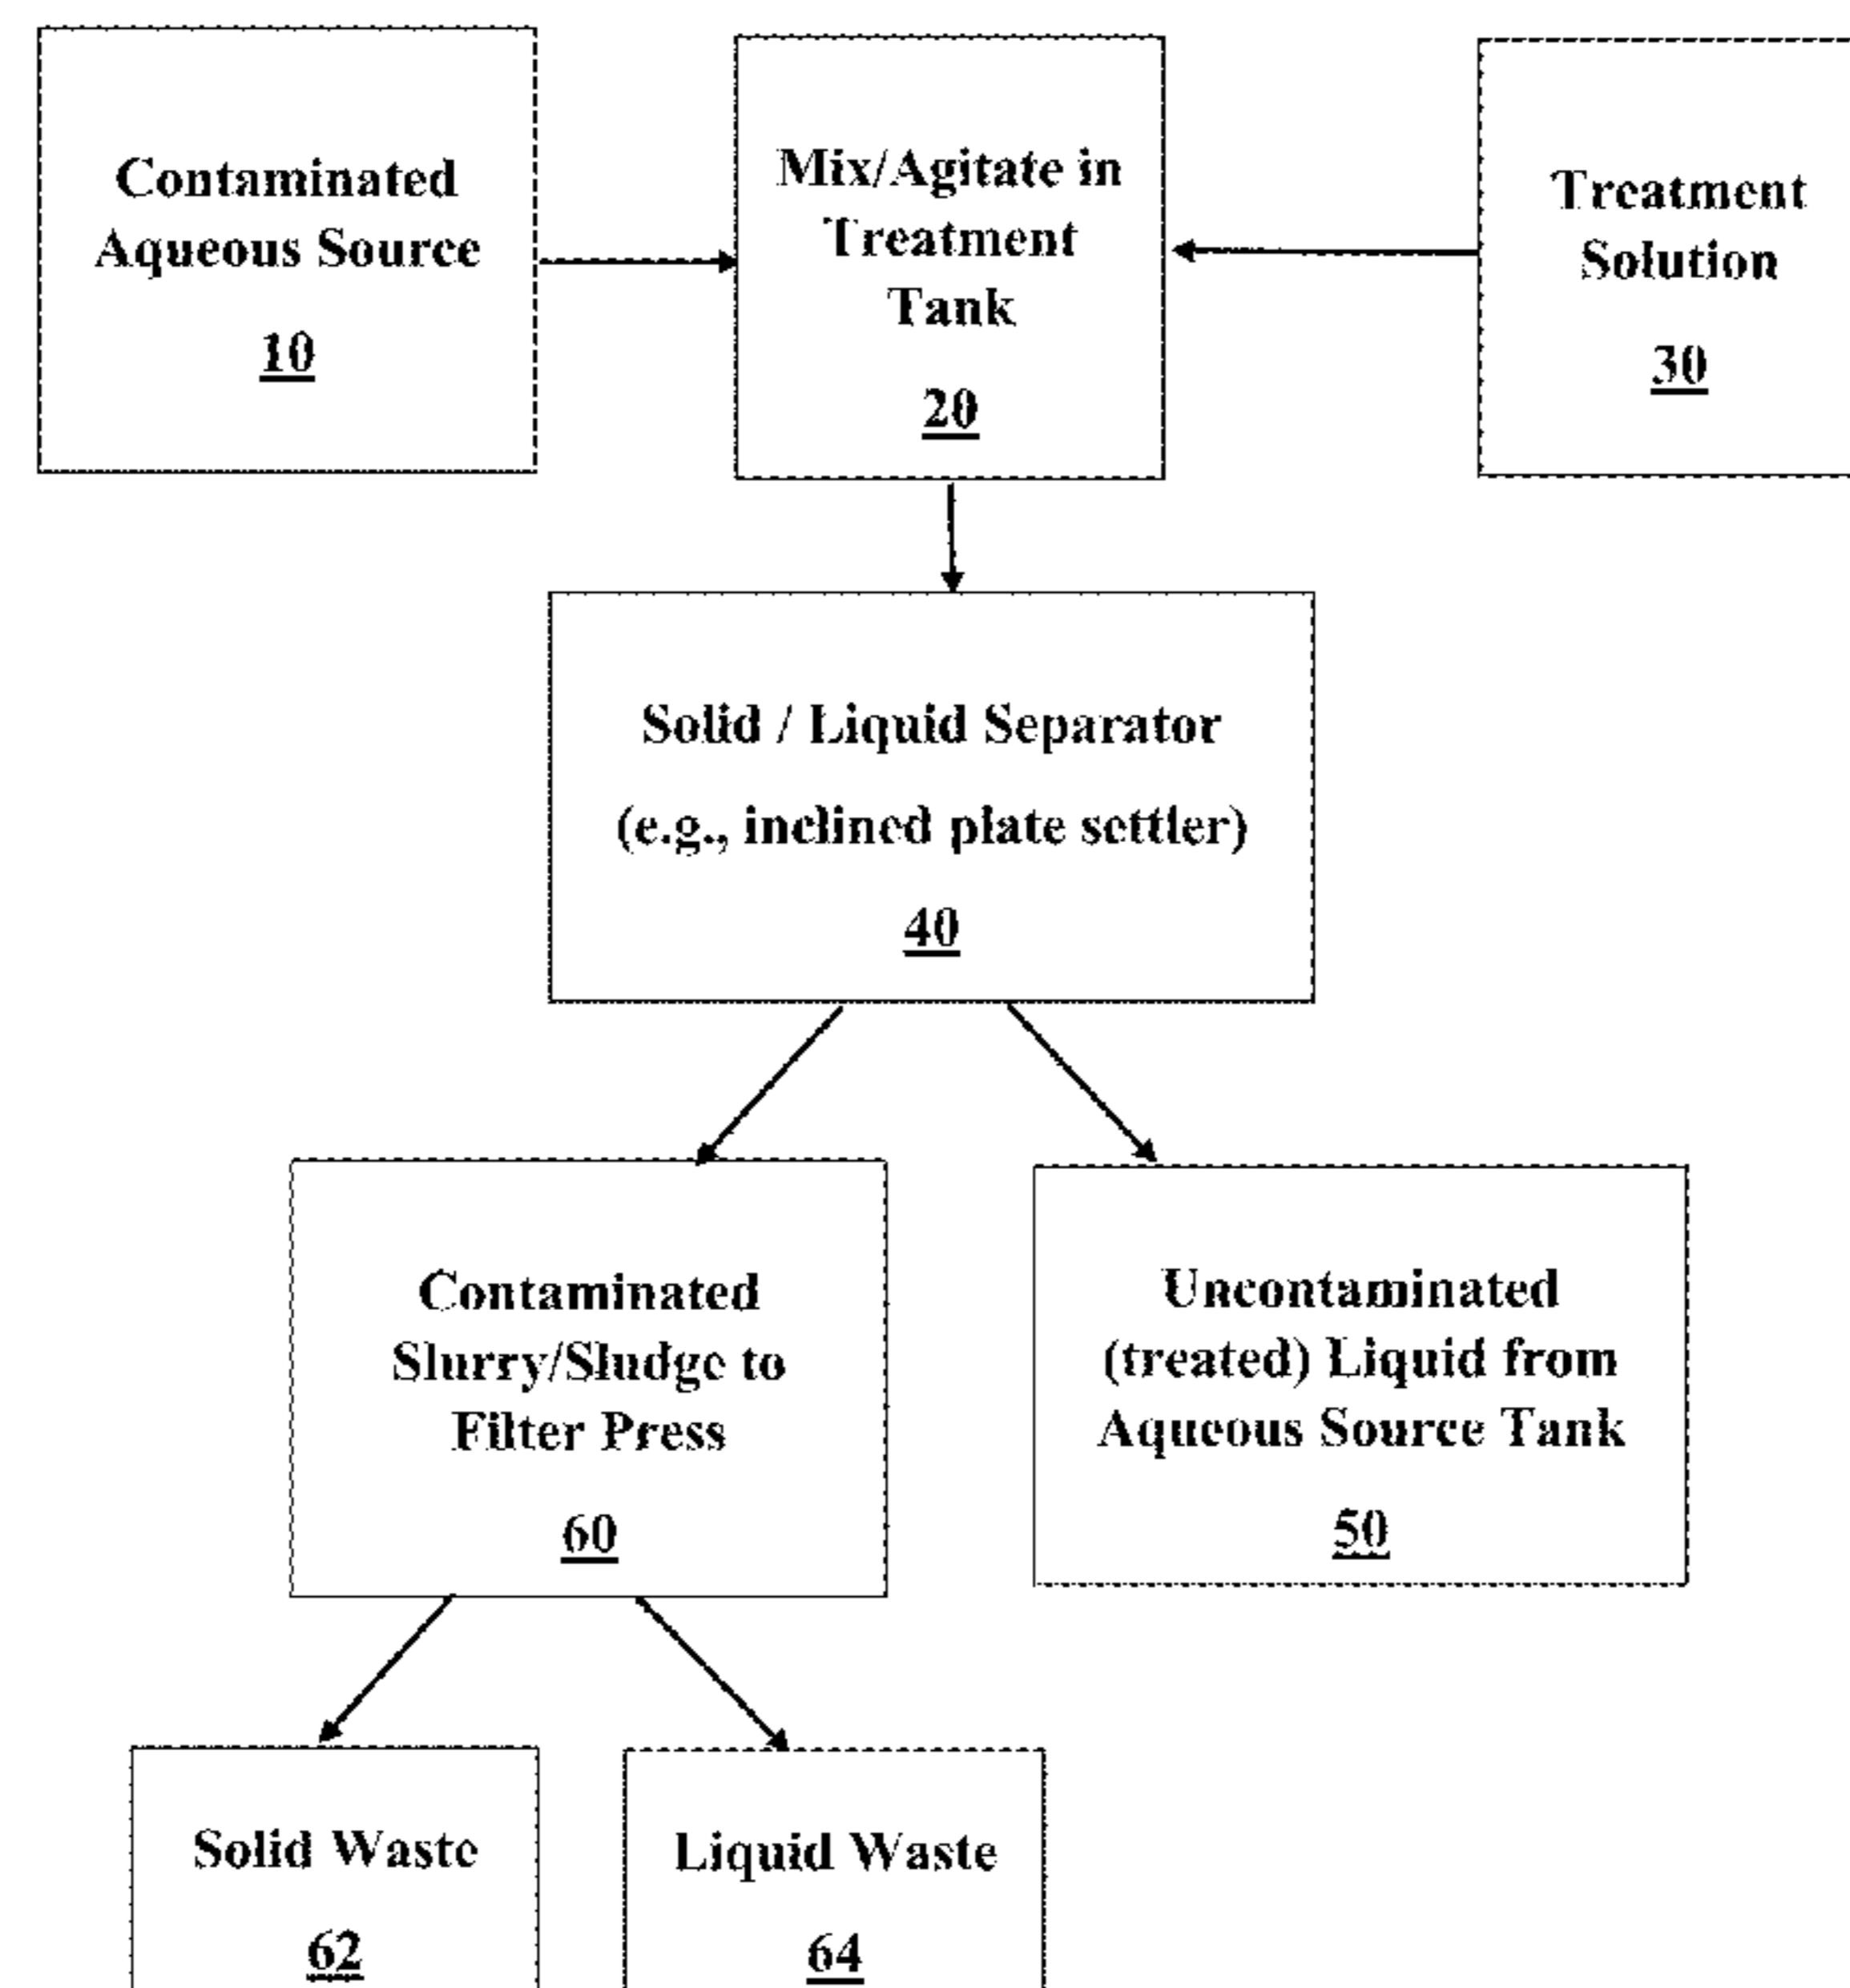 Contaminated
Aqueous Source
10
Mix/Agitate in
Treatment
Tank
20
Treatment
Solution
30
Solid / Liquid Separator
(e.g., inclined plate settler)
40
Contaminated
Slurry/Sludge to
Filter Press
60
Uncontaminated
(treated) Liquid from
Aqueous Source Tank
50
Solid Waste
62
Liquid Waste
64